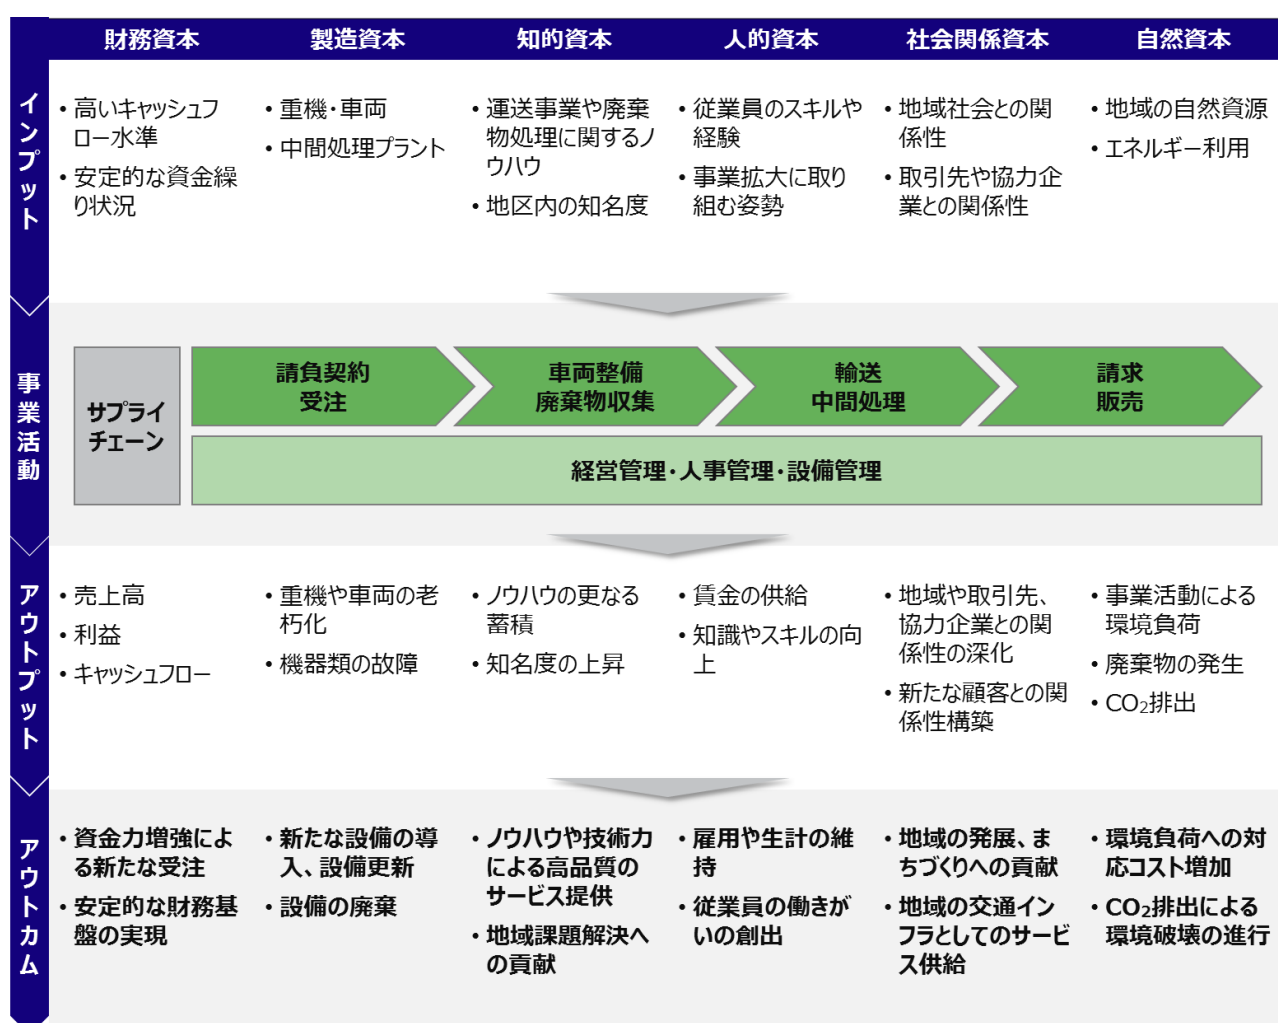 財務資本
製造資本
知的資本
人的資本
社会関係資本
自然資本
インプット
• 高いキャッシュフ
ロー水準
• 安定的な資金繰
り状況
• 重機・車両
• 中間処理プラント
• 運送事業や廃棄
物処理に関するノ
ウハウ
• 地区内の知名度
• 従業員のスキルや
経験
• 事業拡大に取り
組む姿勢
• 地域社会との関
係性
• 取引先や協力企
業との関係性
• 地域の自然資源
• エネルギー利用
事業活動
サプライ
チェーン
請負契約
受注
車両整備
廃棄物収集
輸送
中間処理
請求
販売
経営管理・人事管理・設備管理
アウトプット
• 売上高
• 利益
• キャッシュフロー
• 重機や車両の老
朽化
• 機器類の故障
• ノウハウの更なる
蓄積
• 知名度の上昇
• 賃金の供給
• 知識やスキルの向
上
• 地域や取引先、
協力企業との関
係性の深化
• 新たな顧客との関
係性構築
• 事業活動による
環境負荷
• 廃棄物の発生
• CO₂排出
アウトカム
• 資金力増強によ
る新たな受注
• 安定的な財務基
盤の実現
• 新たな設備の導
入、設備更新
• 設備の廃棄
• ノウハウや技術力
による高品質の
サービス提供
• 地域課題解決へ
の貢献
• 雇用や生計の維
持
• 従業員の働きが
いの創出
• 地域の発展、ま
ちづくりへの貢献
• 地域の交通イン
フラとしてのサービ
ス供給
• 環境負荷への対
応コスト増加
• CO₂排出による
環境破壊の進行